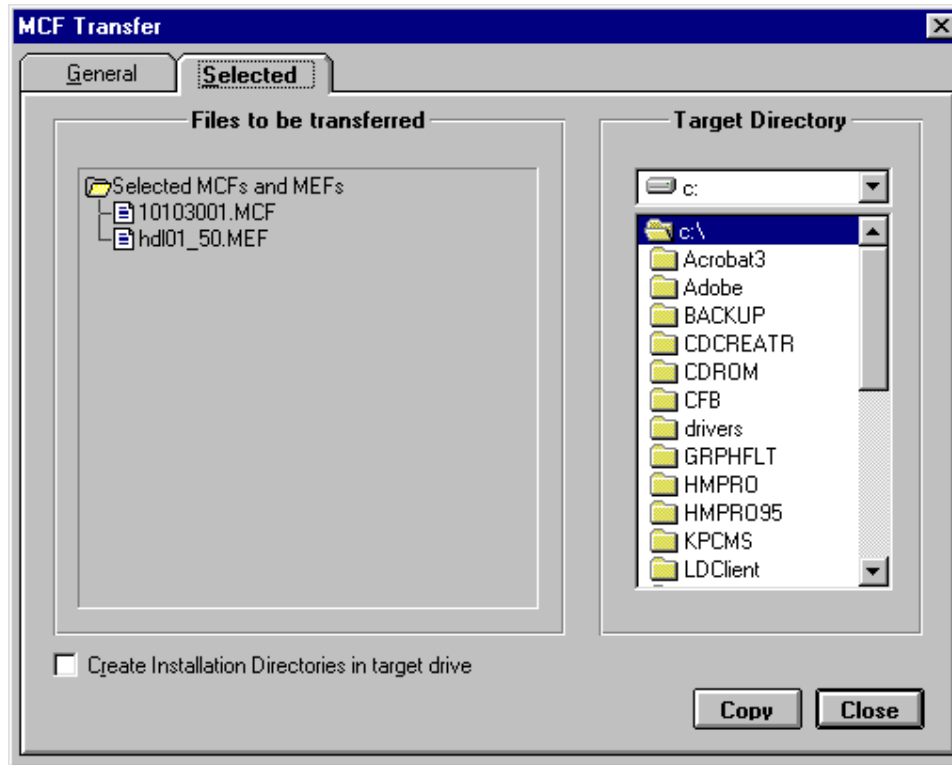 MCF Transfer
General
Selected
Files to be transferred
Selected MCFs and MEFs
10103001.MCF
hdl01_50.MEF
Target Directory
c:
c:\
Acrobat3
Adobe
BACKUP
CDCREATR
CDROM
CFB
drivers
GRPHFLT
HMPRO
HMPRO95
KPCMS
LDClient
Create Installation Directories in target drive
Copy
Close